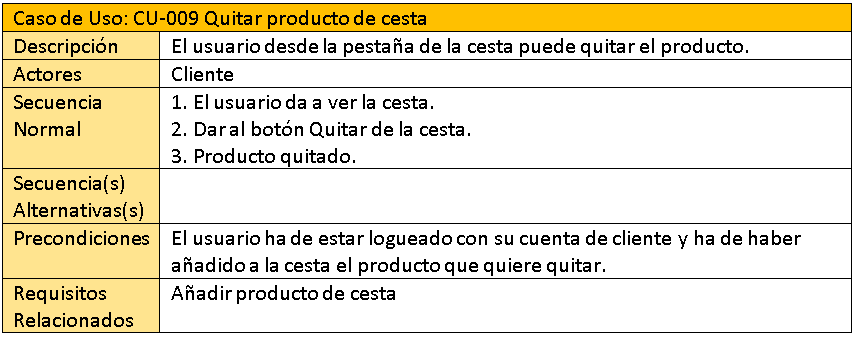 Caso de Uso: CU-009 Quitar producto de cesta
Descripción El usuario desde la pestaña de la cesta puede quitar el producto.
Actores Cliente
Secuencia 1. El usuario da a ver la cesta.
Normal 2. Dar al botón Quitar de la cesta.
3. Producto quitado.
Secuencia(s)
Alternativas(s)
Precondiciones El usuario ha de estar logueado con su cuenta de cliente y ha de haber
añadido a la cesta el producto que quiere quitar.
Requisitos Añadir producto de cesta
Relacionados